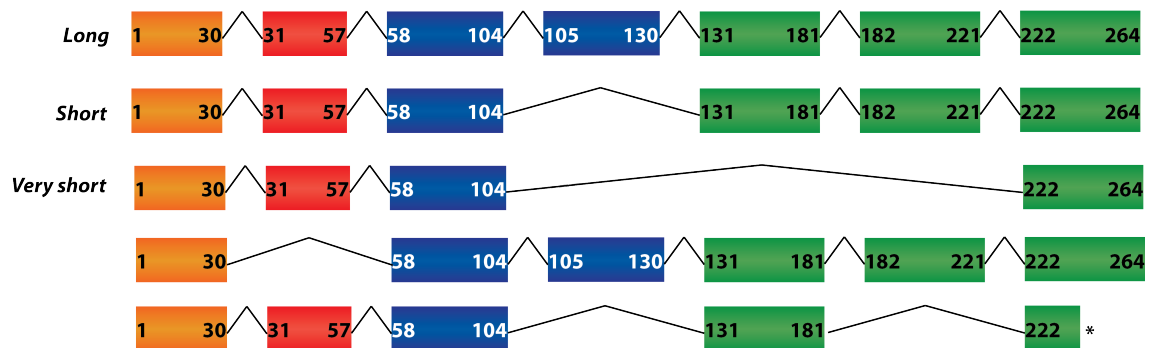 Long 1 30 31 57 58 104 105 130 131 181 182 221 222 264
Short 1 30 31 57 58 104 131 181 182 221 222 264
Very short 1 30 31 57 58 104 222 264
1 30 58 104 105 130 131 181 182 221 222 264
1 30 31 57 58 104 131 181 222 *